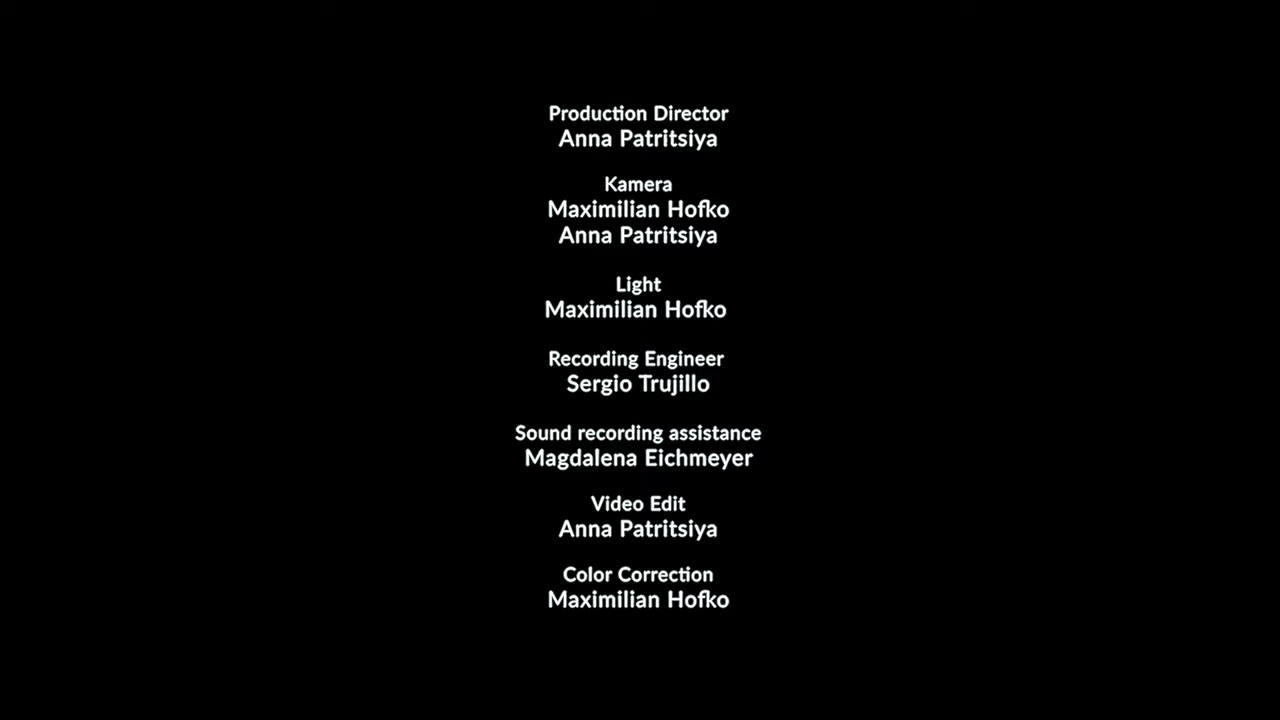 Production Director
Anna Patritsiya
Kamera
Maximilian Hofko
Anna Patritsiya
Light
Maximilian Hofko
Recording Engineer
Sergio Trujillo
Sound recording assistance
Magdalena Eichmeyer
Video Edit
Anna Patritsiya
Color Correction
Maximilian Hofko